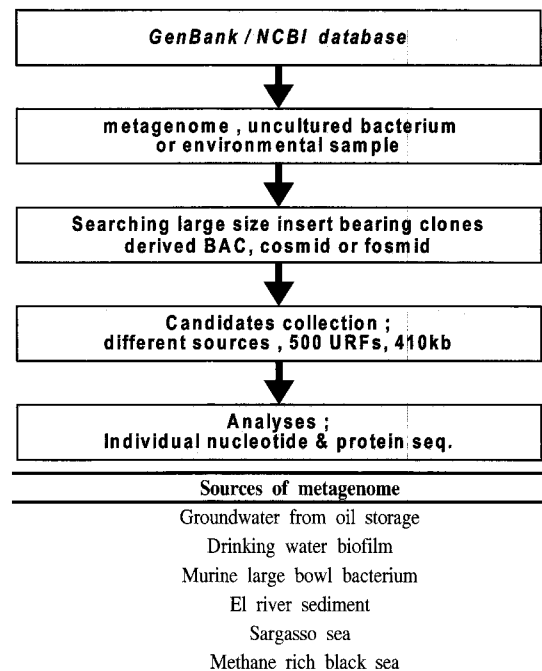 GenBank / NCBI database
metagenome , uncultured bacterium
or environmental sample
Searching large size insert bearing clones
derived BAC, cosmid or fosmid
Candidates collection ;
different sources , 500 URFs, 410kb
Analyses ;
Individual nucleotide & protein seq.
Sources of metagenome
Groundwater from oil storage
Drinking water biofilm
Murine large bowl bacterium
El river sediment
Sargasso sea
Methane rich black sea